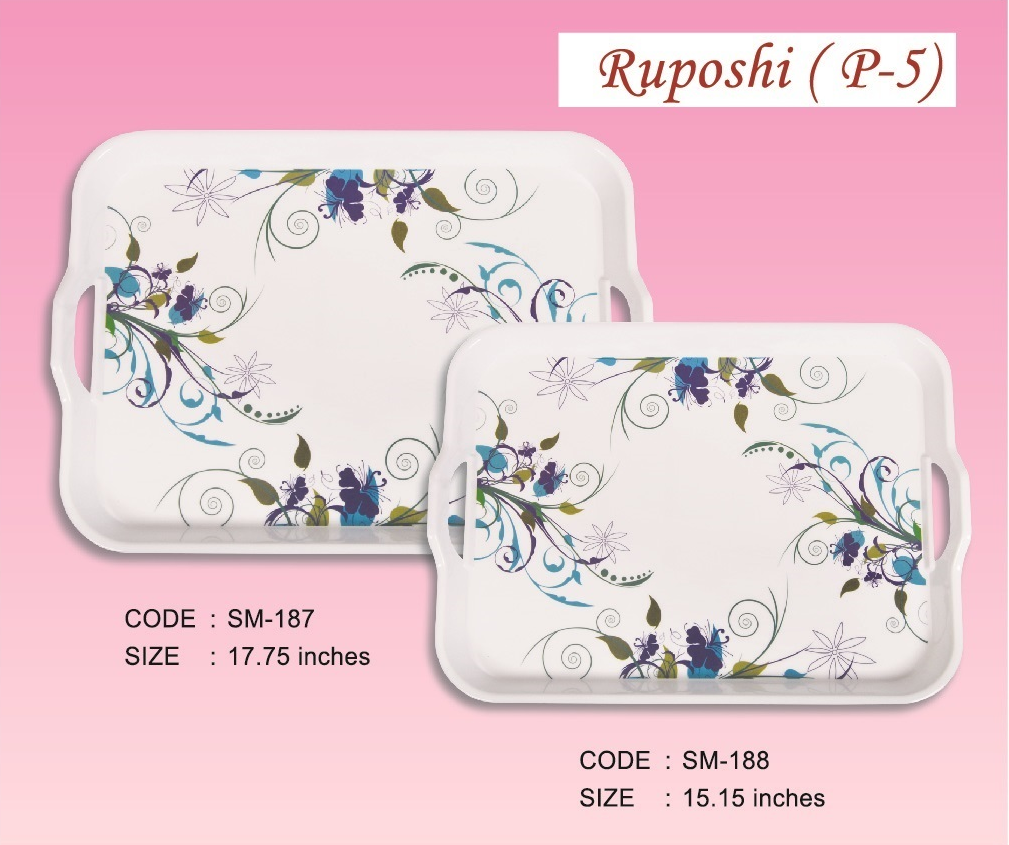 Ruposhi ( P-5)
CODE : SM-187
SIZE : 17.75 inches
CODE : SM-188
SIZE : 15.15 inches